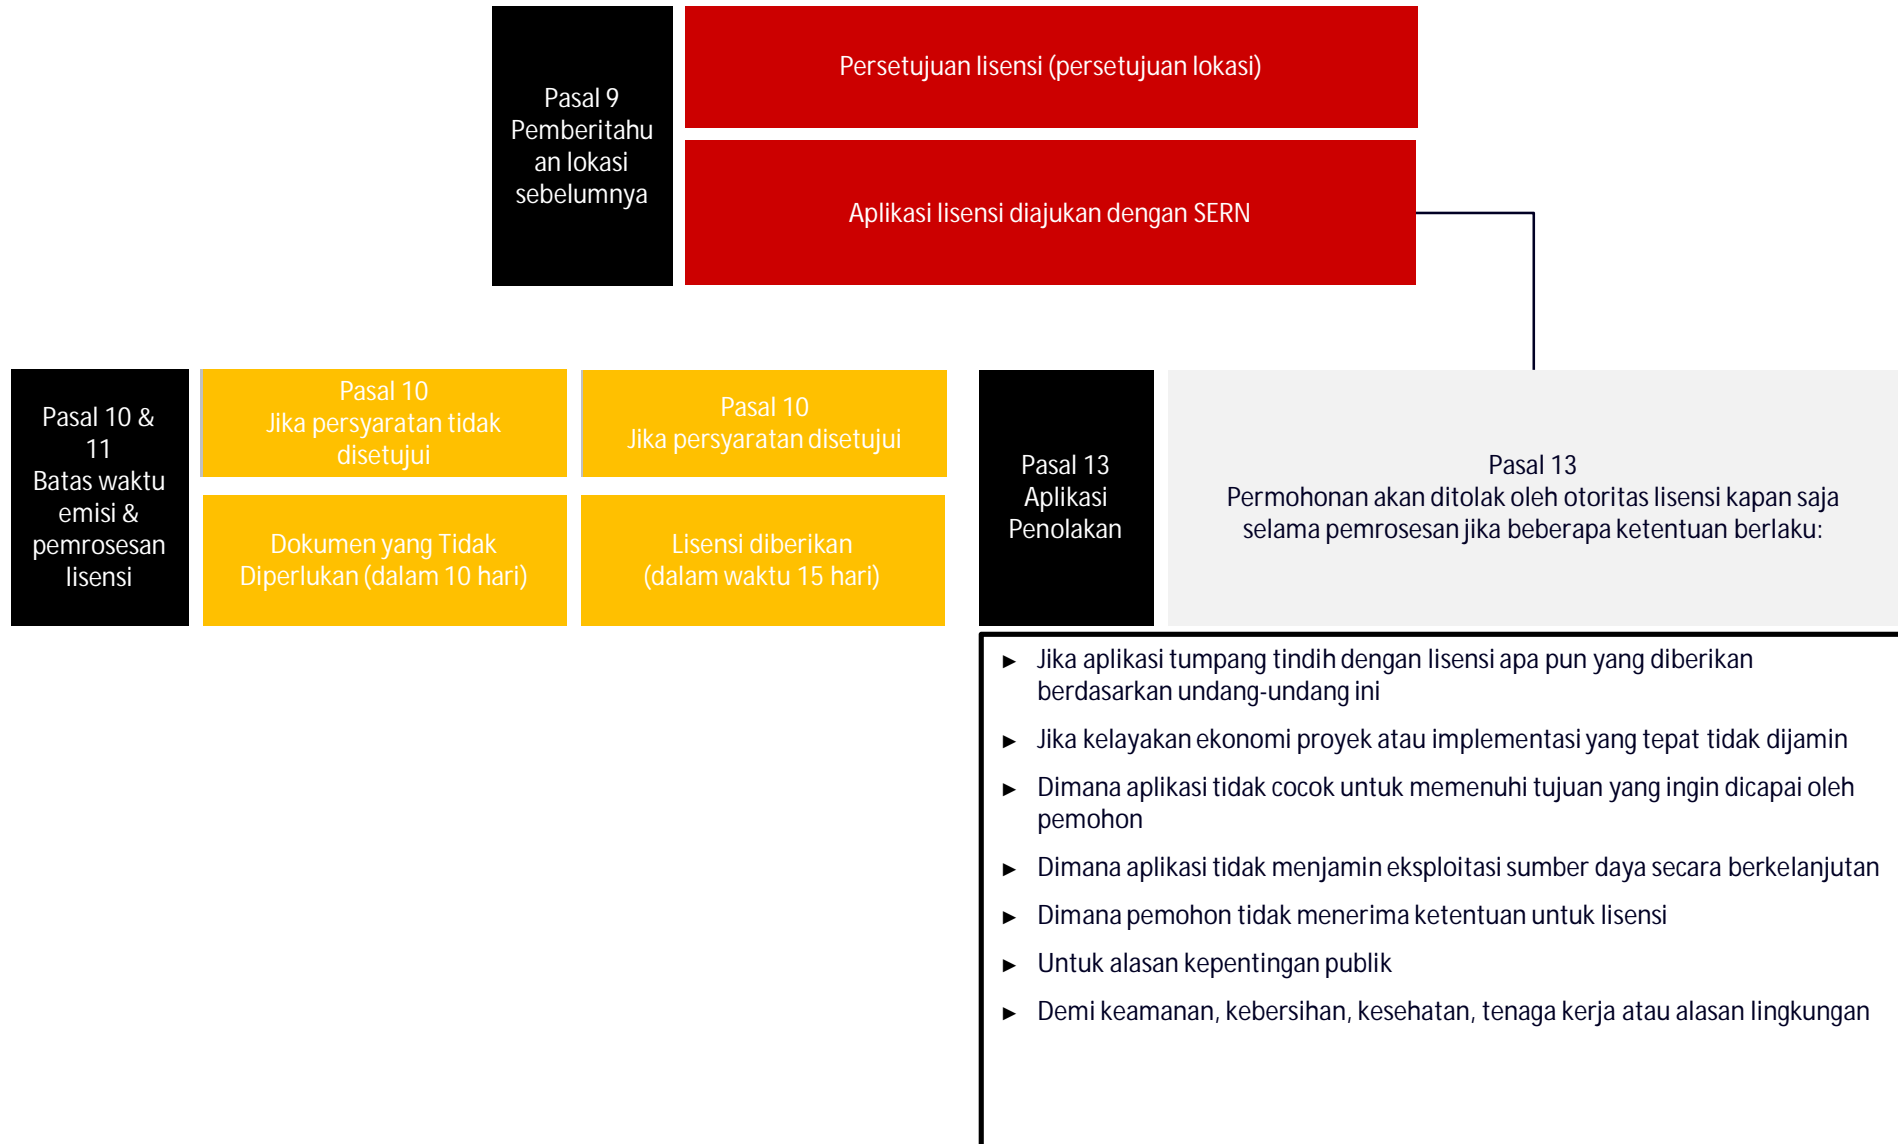 Pasal 9
Pemberitahu
an lokasi
sebelumnya
Persetujuan lisensi (persetujuan lokasi)
Aplikasi lisensi diajukan dengan SERN
Pasal 10 &
11
Batas waktu
emisi &
pemrosesan
lisensi
Pasal 10
Jika persyaratan tidak
disetujui
Pasal 10
Jika persyaratan disetujui
Dokumen yang Tidak
Diperlukan (dalam 10 hari)
Lisensi diberikan
(dalam waktu 15 hari)
Pasal 13
Aplikasi
Penolakan
Pasal 13
Permohonan akan ditolak oleh otoritas lisensi kapan saja
selama pemrosesan jika beberapa ketentuan berlaku:
► Jika aplikasi tumpang tindih dengan lisensi apa pun yang diberikan
berdasarkan undang-undang ini
► Jika kelayakan ekonomi proyek atau implementasi yang tepat tidak dijamin
► Dimana aplikasi tidak cocok untuk memenuhi tujuan yang ingin dicapai oleh
pemohon
► Dimana aplikasi tidak menjamin eksploitasi sumber daya secara berkelanjutan
► Dimana pemohon tidak menerima ketentuan untuk lisensi
► Untuk alasan kepentingan publik
► Demi keamanan, kebersihan, kesehatan, tenaga kerja atau alasan lingkungan